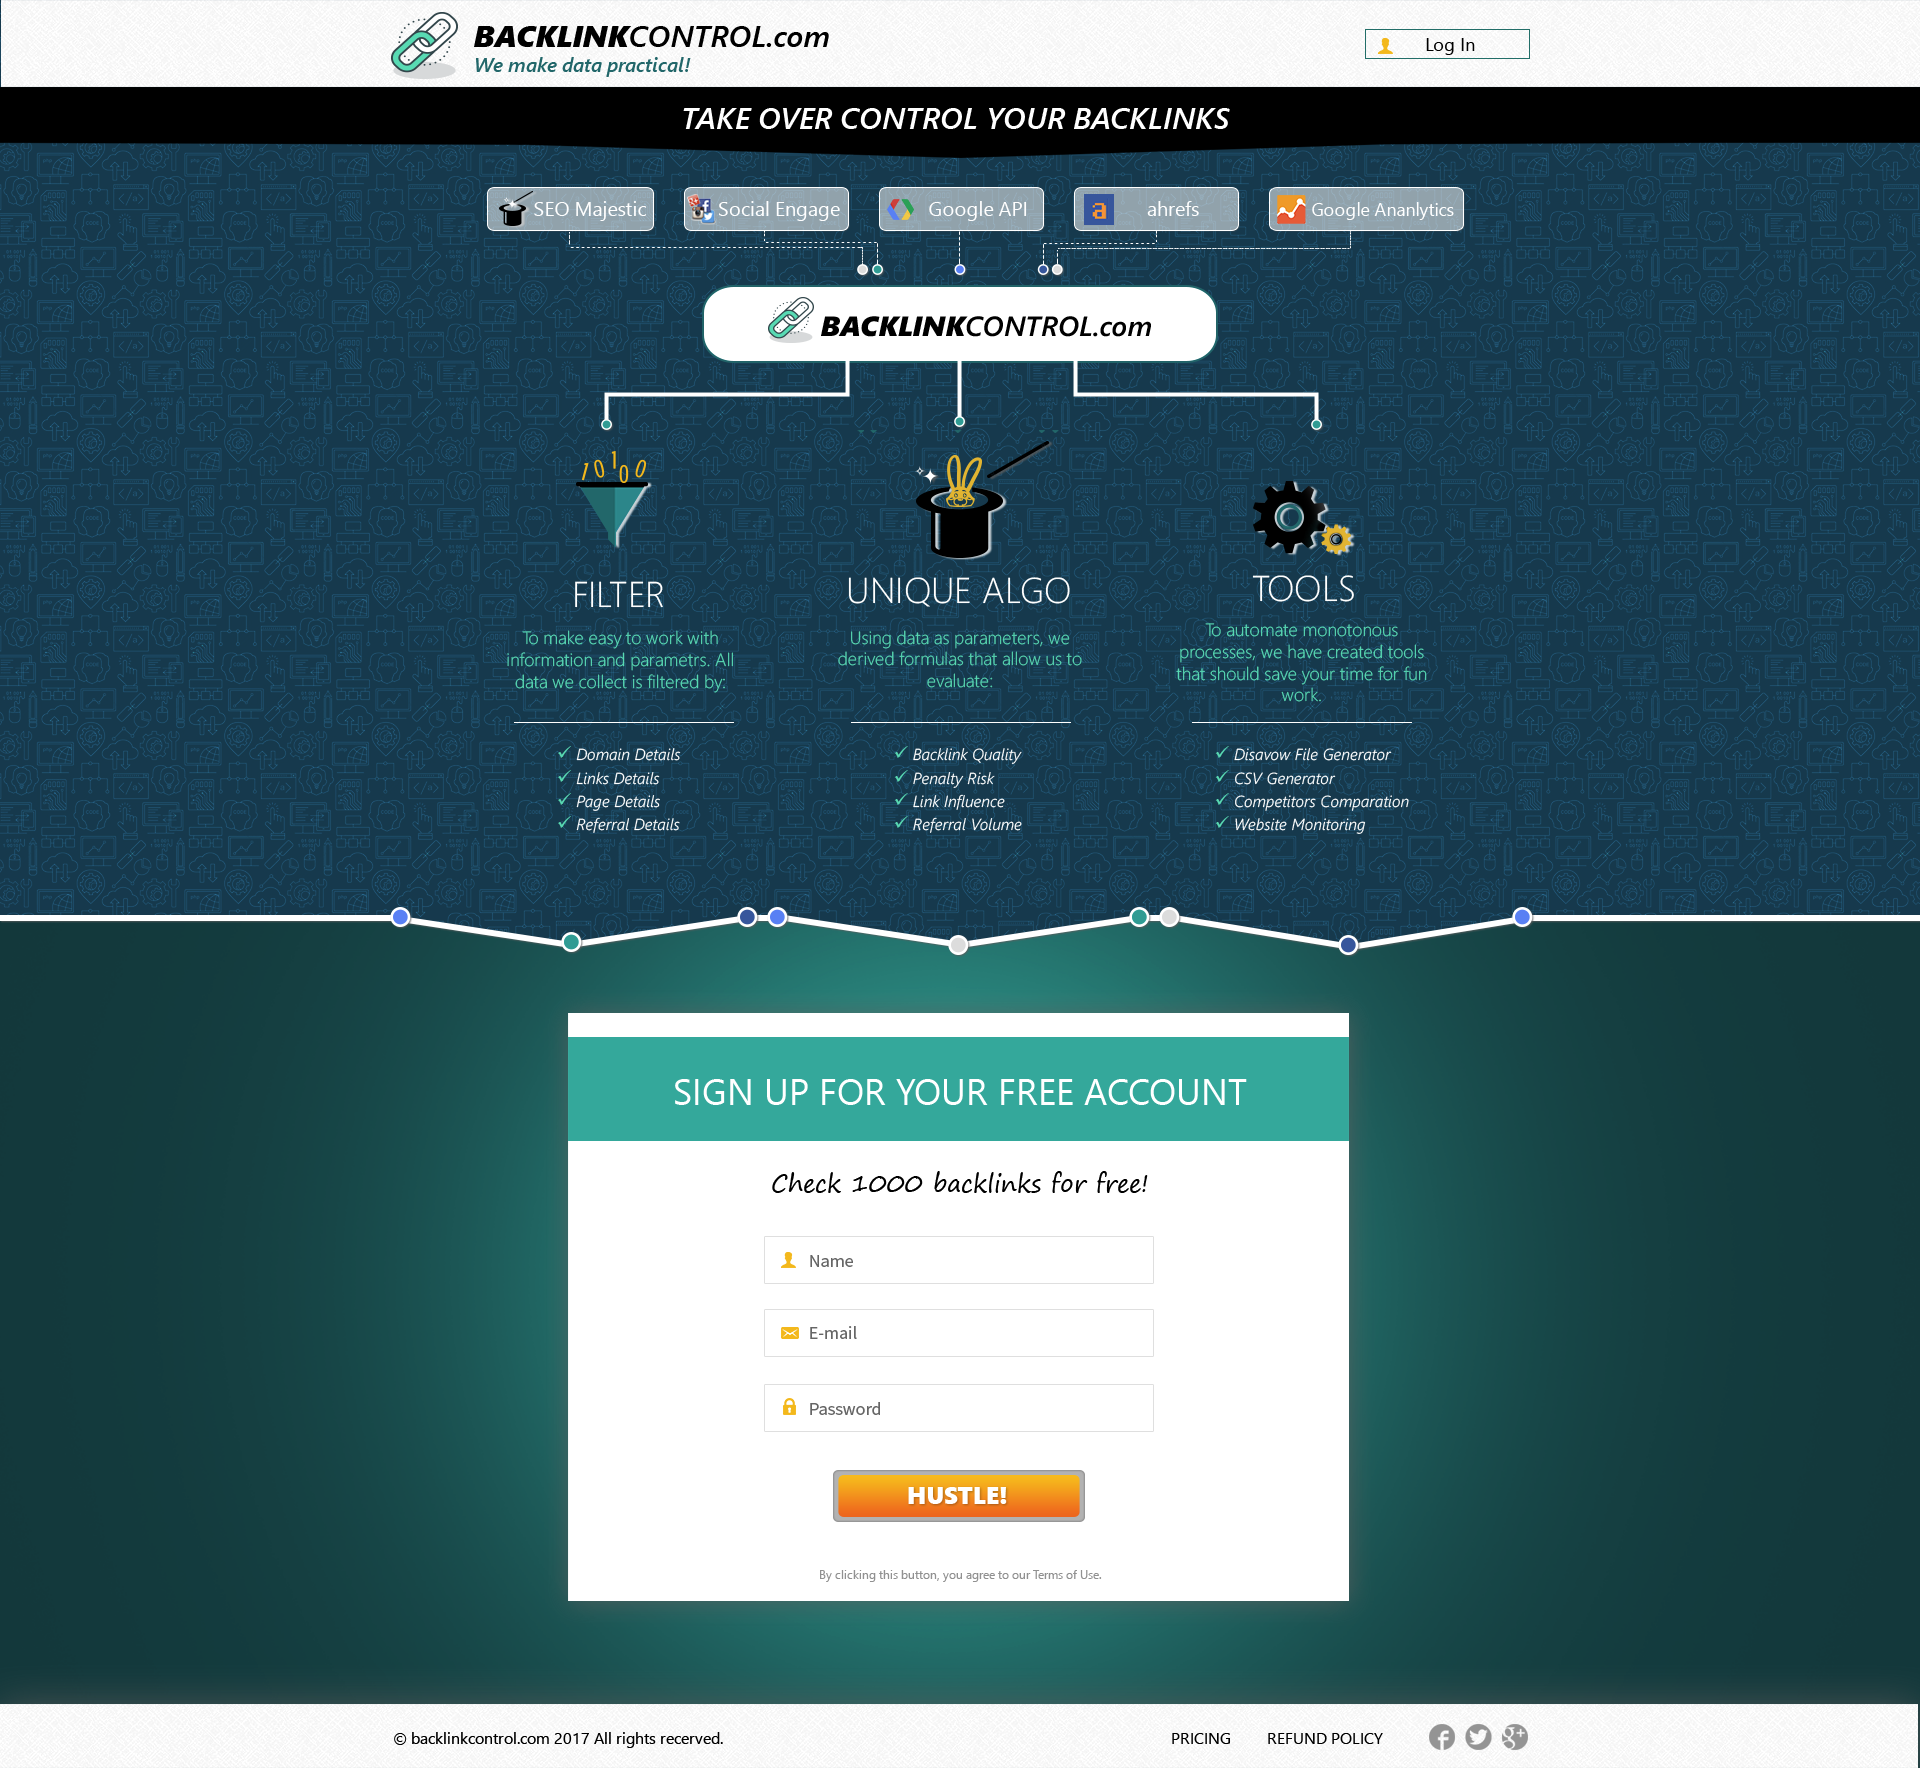 BACKLINKCONTROL.com
We make data practical!
Log In
TAKE OVER CONTROL YOUR BACKLINKS
SEO Majestic
Social Engage
Google API
a
ahrefs
Google Ananlytics
BACKLINKCONTROL.com
10100
FILTER
To make easy to work with
information and parametrs. All
data we collect is filtered by:
Domain Details
Links Details
Page Details
Referral Details
UNIQUE ALGO
Using data as parameters, we
derived formulas that allow us to
evaluate:
Backlink Quality
Penalty Risk
Link Influence
Referral Volume
TOOLS
To automate monotonous
processes, we have created tools
that should save your time for fun
work.
Disavow File Generator
CSV Generator
Competitors Comparation
Website Monitoring
SIGN UP FOR YOUR FREE ACCOUNT
Check 1000 backlinks for free!
Name
E-mail
Password
HUSTLE!
By clicking this button, you agree to our Terms of Use.
© backlinkcontrol.com 2017 All rights recerved.
PRICING
REFUND POLICY